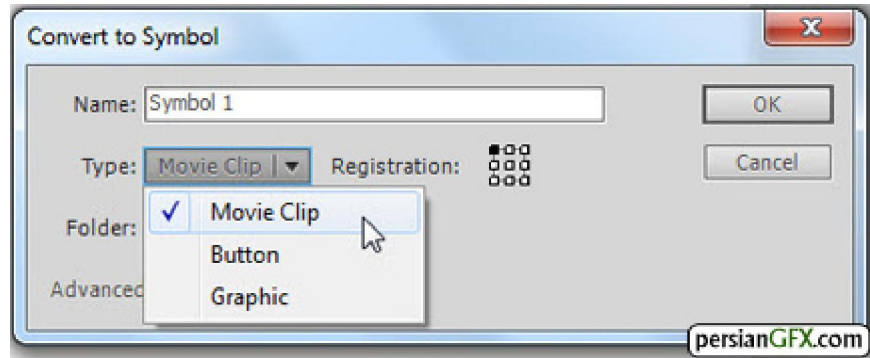 Convert to Symbol
Name: Symbol 1
OK
Type: Movie Clip
Registration:
Cancel
Movie Clip
Folder:
Button
Advanced
Graphic
persianGFX.com